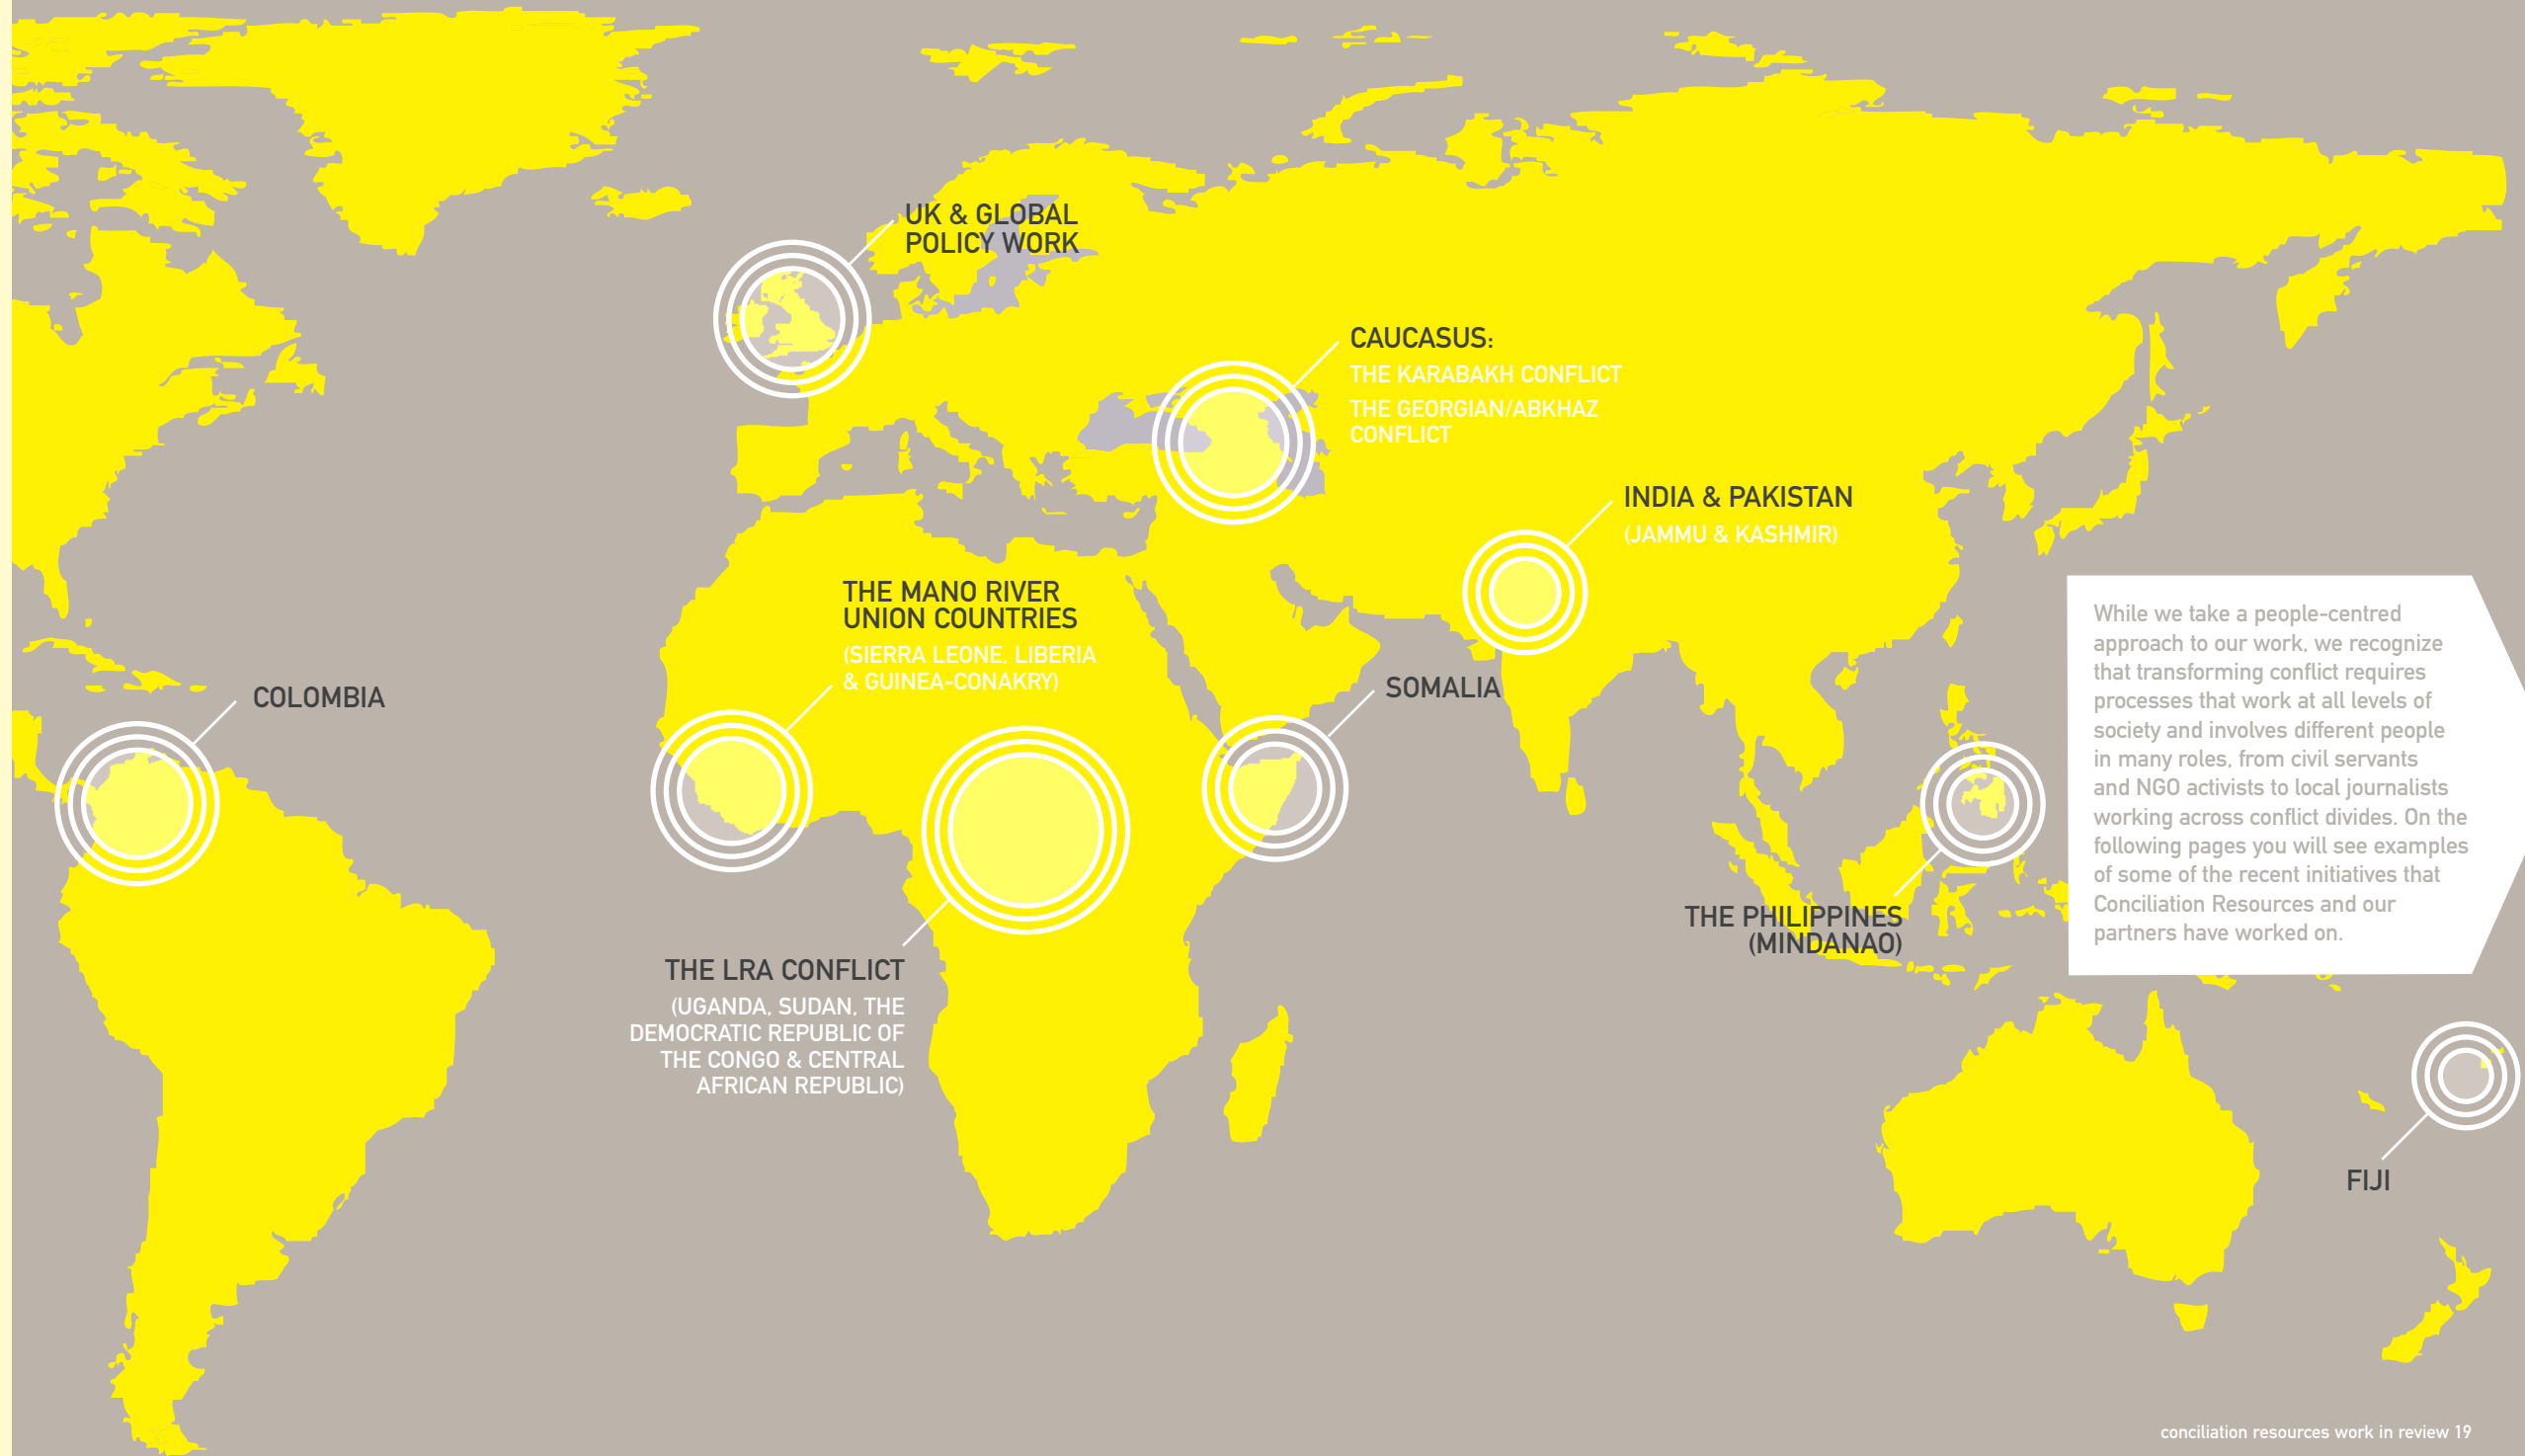 UK & GLOBAL
POLICY WORK
CAUCASUS:
THE KARABAKH CONFLICT
THE GEORGIAN/ABKHAZ
CONFLICT
INDIA & PAKISTAN
(JAMMU & KASHMIR)
THE MANO RIVER
UNION COUNTRIES
(SIERRA LEONE, LIBERIA
& GUINEA-CONAKRY)
COLOMBIA
SOMALIA
THE LRA CONFLICT
(UGANDA, SUDAN, THE
DEMOCRATIC REPUBLIC OF
THE CONGO & CENTRAL
AFRICAN REPUBLIC)
THE PHILIPPINES
(MINDANAO)
While we take a people-centred
approach to our work, we recognize
that transforming conflict requires
processes that work at all levels of
society and involves different people
in many roles, from civil servants
and NGO activists to local journalists
working across conflict divides. On the
following pages you will see examples
of some of the recent initiatives that
Conciliation Resources and our
partners have worked on.
FIJI
conciliation resources work in review 19